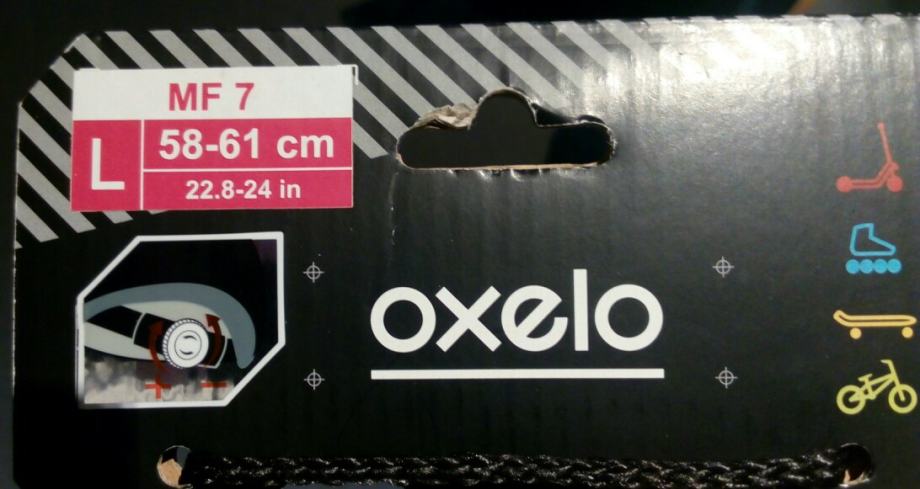 MF 7
L
58-61 cm
22.8-24 in
oxelo
+ −